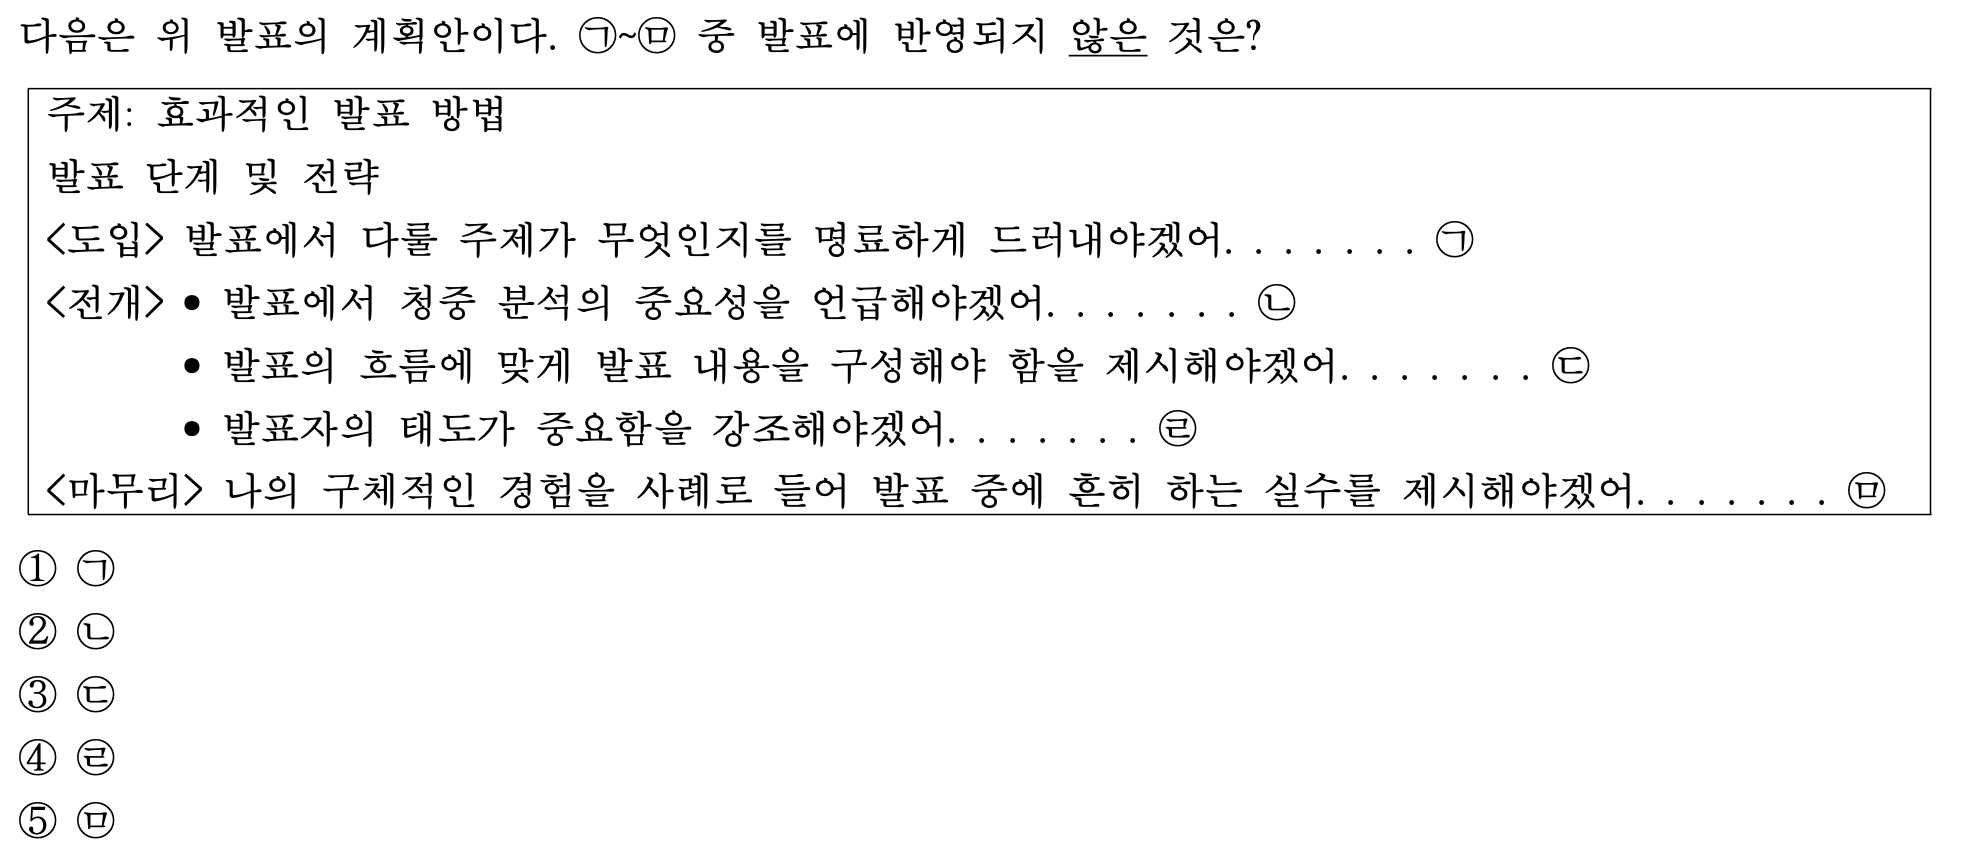 다음은 위 발표의 계획안이다. ㉠~㉤ 중 발표에 반영되지 않은 것은?
주제: 효과적인 발표 방법
발표 단계 및 전략
<도입> 발표에서 다룰 주제가 무엇인지를 명료하게 드러내야겠어. . . . . . . ㉠
<전개> • 발표에서 청중 분석의 중요성을 언급해야겠어. . . . . . . ㉡
• 발표의 흐름에 맞게 발표 내용을 구성해야 함을 제시해야겠어. . . . . . . ㉢
• 발표자의 태도가 중요함을 강조해야겠어. . . . . . . ㉣
<마무리> 나의 구체적인 경험을 사례로 들어 발표 중에 흔히 하는 실수를 제시해야겠어. . . . . . . ㉤
① ㉠
② ㉡
③ ㉢
④ ㉣
⑤ ㉤